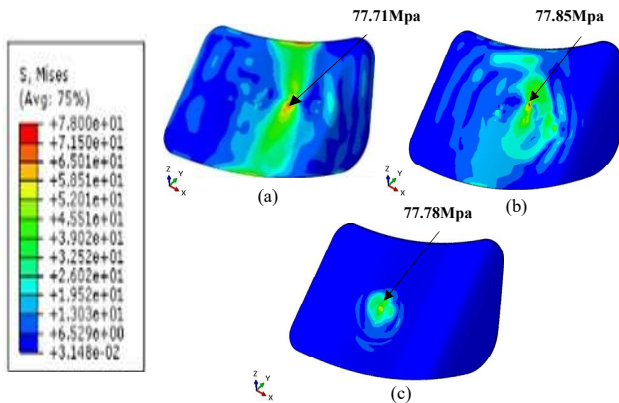 77.71Mpa
77.85Mpa
S, Mises
(Avg: 75%)
+7.800e+01
+7.150e+01
+6.501e+01
+5.851e+01
+5.201e+01
+4.551e+01
+3.902e+01
+3.252e+01
+2.602e+01
+1.952e+01
+1.303e+01
+6.529e+00
+3.148e-02
Z
Y
X
(a)
Z
Y
X
(b)
77.78Mpa
Z
Y
X
(c)